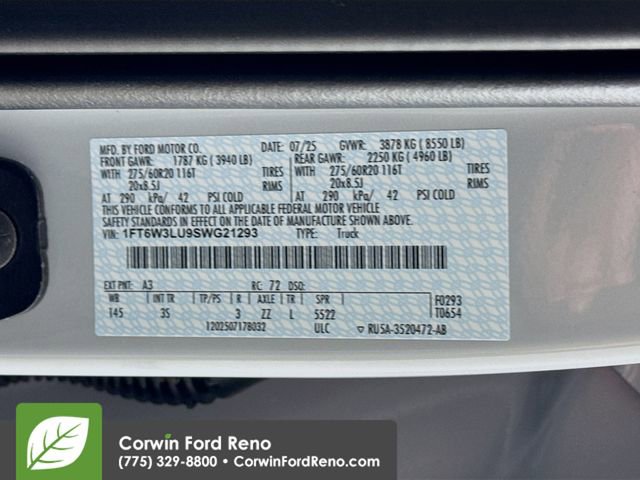 MFD. BY FORD MOTOR CO. DATE: 07/25 GVWR: 3878 KG ( 8550 LB)
FRONT GAWR: 1787 KG ( 3940 LB) REAR GAWR: 2250 KG ( 4960 LB)
WITH 275/60R20 116T TIRES WITH 275/60R20 116T TIRES
20x8.5J RIMS 20x8.5J RIMS
AT 290 kPa/ 42 PSI COLD AT 290 kPa/ 42 PSI COLD
THIS VEHICLE CONFORMS TO ALL APPLICABLE FEDERAL MOTOR VEHICLE
SAFETY STANDARDS IN EFFECT ON THE DATE OF MANUFACTURE SHOWN ABOVE.
VIN: 1FT6W3LU9SWG21293 TYPE: Truck
EXT PNT: A3 RC: 72 DSO:
WB INT TR TP/PS R AXLE TR SPR F0293
145 3S 3 ZZ L 5522 T0654
1202507178032 ULC ▽ RU5A-3520472-AB
Corwin Ford Reno
(775) 329-8800 • CorwinFordReno.com